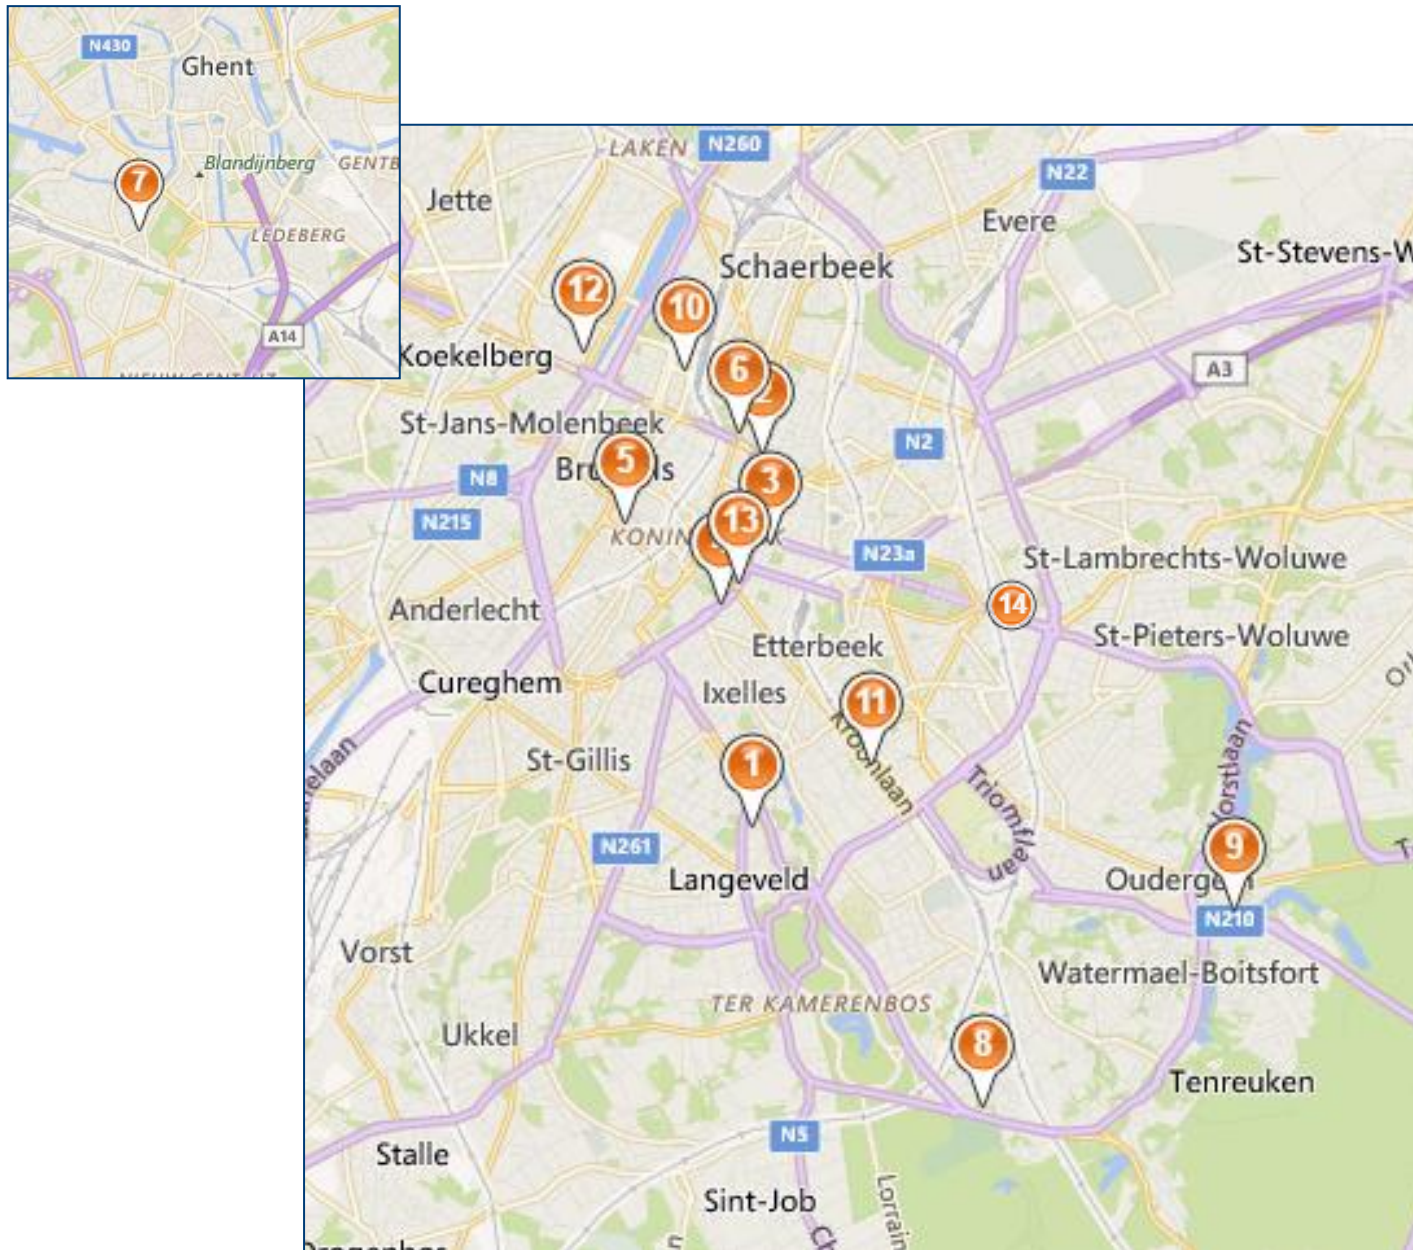 N430
Ghent
Blandijnberg
7
LEDEBERG
A14
LAKEN
N260
N22
Jette
Evere
St-Stevens-W
Schaerbeek
12
10
Koekelberg
6
2
A3
St-Jans-Molenbeek
N2
5
N8
3
N215
13
N23a
St-Lambrechts-Woluwe
Anderlecht
14
St-Pieters-Woluwe
Etterbeek
Cureghem
Ixelles
11
Kroonlaan
St-Gillis
1
Triomflaan
Vorstlaan
N261
9
Langeveld
Oudergem
N210
Vorst
Watermael-Boitsfort
TER KAMERENBOS
Ukkel
8
Tenreuken
N5
Stalle
Sint-Job
Lorrain